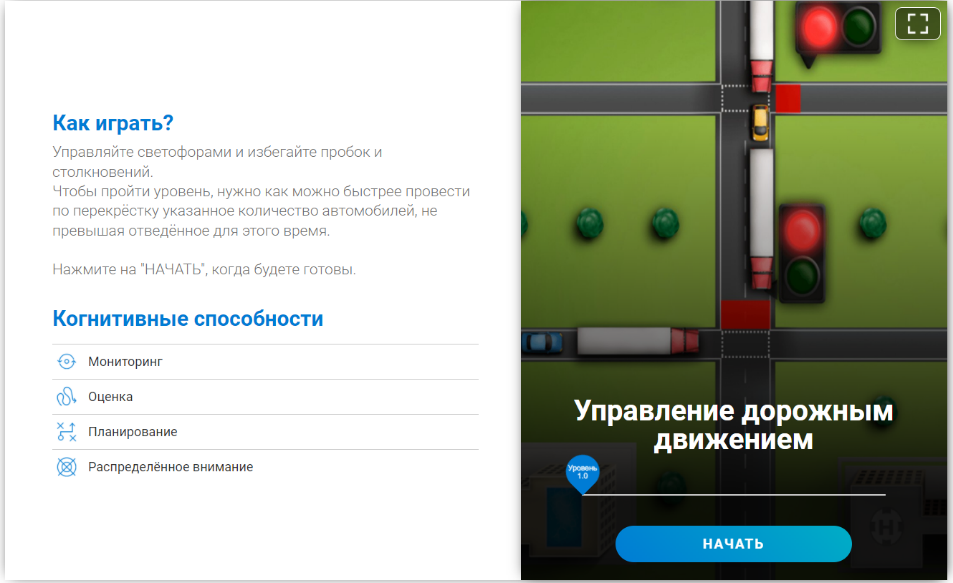 Как играть?
Управляйте светофорами и избегайте пробок и
столкновений.
Чтобы пройти уровень, нужно как можно быстрее провести
по перекрёстку указанное количество автомобилей, не
превышая отведённое для этого время.
Нажмите на "НАЧАТЬ", когда будете готовы.
Когнитивные способности
Мониторинг
Оценка
Планирование
Распределённое внимание
Управление дорожным
движением
Уровень
1.0
НАЧАТЬ
H